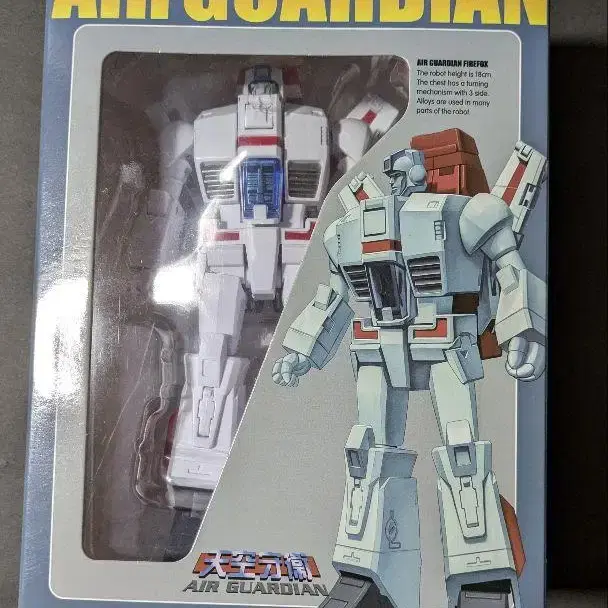 AIR GUARDIAN
AIR GUARDIAN FIREFOX
The robot height is 18cm
The chest has a turning
mechanism with 3 side.
Alloys are used in many
parts of the robot.
天空守衛
AIR GUARDIAN